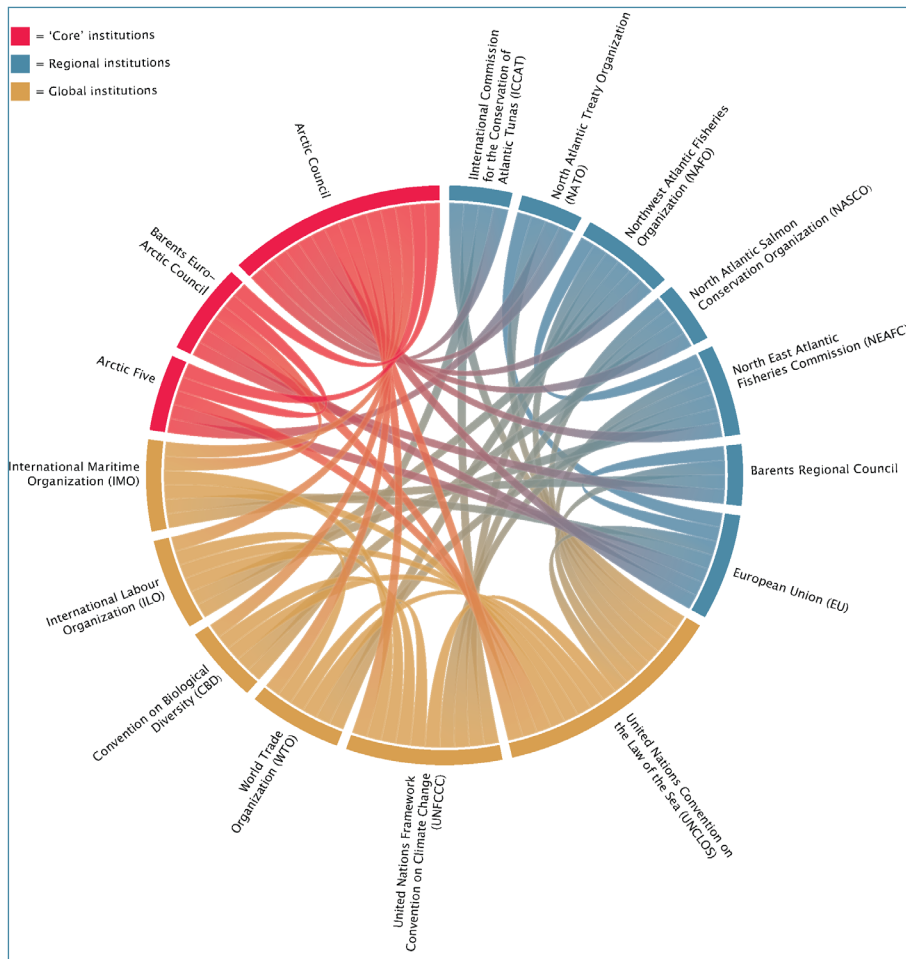 = ‘Core’ institutions
= Regional institutions
= Global institutions
Arctic Council
IInternational Commission
for the Conservation of
Atlantic Tunas (ICCAT)
North Atlantic Treaty Organization
(NATO)
Northwest Atlantic Fisheries
Organization (NAFO)
North Atlantic Salmon
Conservation Organization (NASCO)
North East Atlantic
Fisheries Commission (NEAFC)
Barents Regional Council
European Union (EU)
United Nations Convention on
the Law of the Sea (UNCLOS)
United Nations Framework
Convention on Climate Change
(UNFCCC)
World Trade
Organization (WTO)
Convention on Biological
Diversity (CBD)
International Labour
Organization (ILO)
International Maritime
Organization (IMO)
Arctic Five
Barents Euro–
Arctic Council